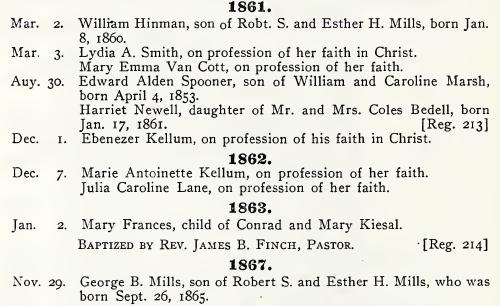 1861.
Mar. 2. William Hinman, son of Robt. S. and Esther H. Mills, born Jan.
8, 1860.
Mar. 3. Lydia A. Smith, on profession of her faith in Christ.
Mary Emma Van Cott, on profession of her faith.
Auy. 30. Edward Alden Spooner, son of William and Caroline Marsh,
born April 4, 1853.
Harriet Newell, daughter of Mr. and Mrs. Coles Bedell, born
Jan. 17, 1861. [Reg. 213]
Dec. 1. Ebenezer Kellum, on profession of his faith in Christ.
1862.
Dec. 7. Marie Antoinette Kellum, on profession of her faith.
Julia Caroline Lane, on profession of her faith.
1863.
Jan. 2. Mary Frances, child of Conrad and Mary Kiesal.
BAPTIZED BY REV. JAMES B. FINCH, PASTOR. [Reg. 214]
1867.
Nov. 29. George B. Mills, son of Robert S. and Esther H. Mills, who was
born Sept. 26, 1865.